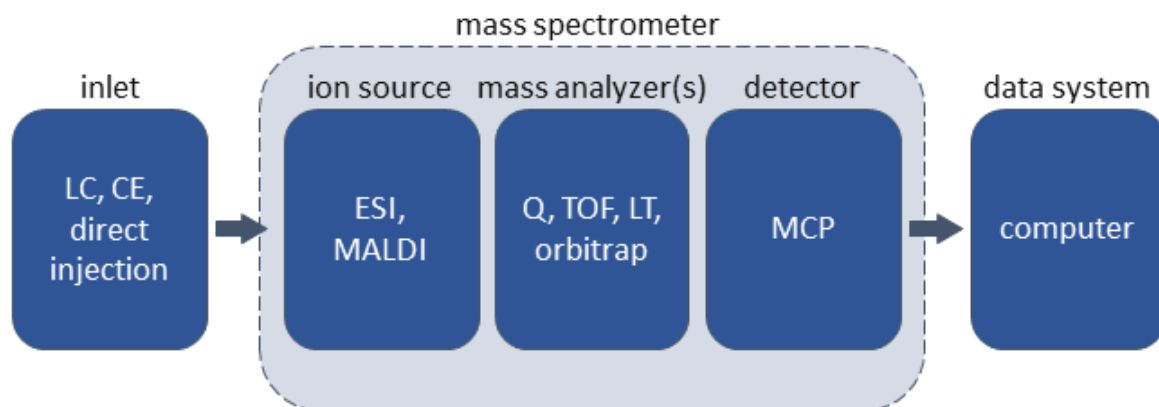 mass spectrometer
inlet
ion source
mass analyzer(s)
detector
data system
LC, CE,
direct
injection
ESI,
MALDI
Q, TOF, LT,
orbitrap
MCP
computer